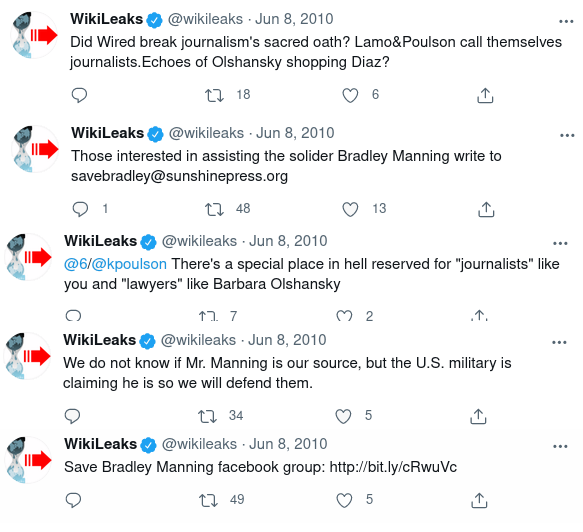 WikiLeaks @wikileaks · Jun 8, 2010
Did Wired break journalism's sacred oath? Lamo&Poulson call themselves
journalists.Echoes of Olshansky shopping Diaz?
18 6
WikiLeaks @wikileaks · Jun 8, 2010
Those interested in assisting the solider Bradley Manning write to
savebradley@sunshinepress.org
1 48 13
WikiLeaks @wikileaks · Jun 8, 2010
@6/@kpoulson There's a special place in hell reserved for "journalists" like
you and "lawyers" like Barbara Olshansky
7 2
WikiLeaks @wikileaks · Jun 8, 2010
We do not know if Mr. Manning is our source, but the U.S. military is
claiming he is so we will defend them.
34 5
WikiLeaks @wikileaks · Jun 8, 2010
Save Bradley Manning facebook group: http://bit.ly/cRwuVc
49 5